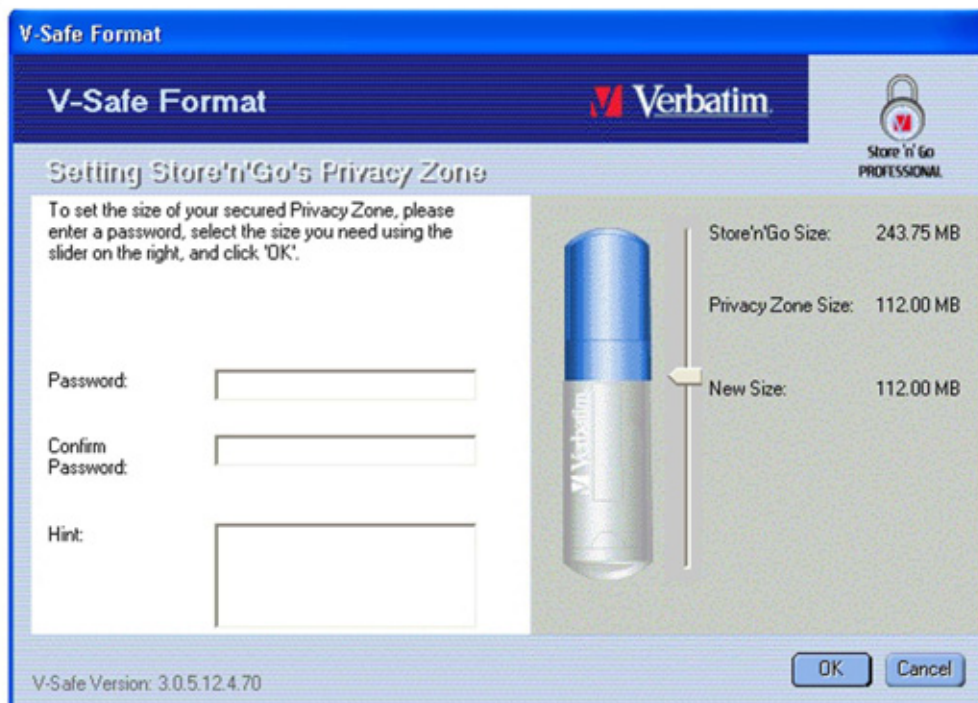 V-Safe Format
V-Safe Format
Verbatim.
Store 'n' Go
PROFESSIONAL
Setting Store'n'Go's Privacy Zone
To set the size of your secured Privacy Zone, please
enter a password, select the size you need using the
slider on the right, and click 'OK'.
Password:
Confirm
Password:
Hint:
Verbatim
Store'n'Go Size: 243.75 MB
Privacy Zone Size: 112.00 MB
New Size: 112.00 MB
V-Safe Version: 3.0.5.12.4.70
OK
Cancel